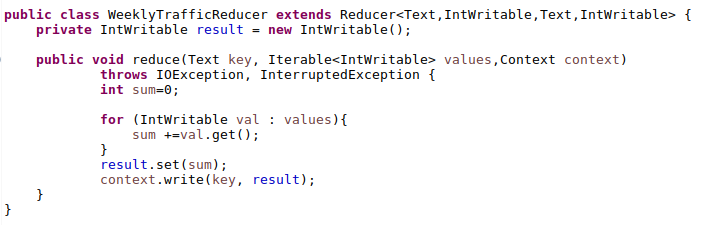 public class WeeklyTrafficReducer extends Reducer<Text,IntWritable,Text,IntWritable> {
    private IntWritable result = new IntWritable();

    public void reduce(Text key, Iterable<IntWritable> values,Context context)
            throws IOException, InterruptedException {
            int sum=0;

            for (IntWritable val : values){
                sum +=val.get();
            }
            result.set(sum);
            context.write(key, result);
    }
}